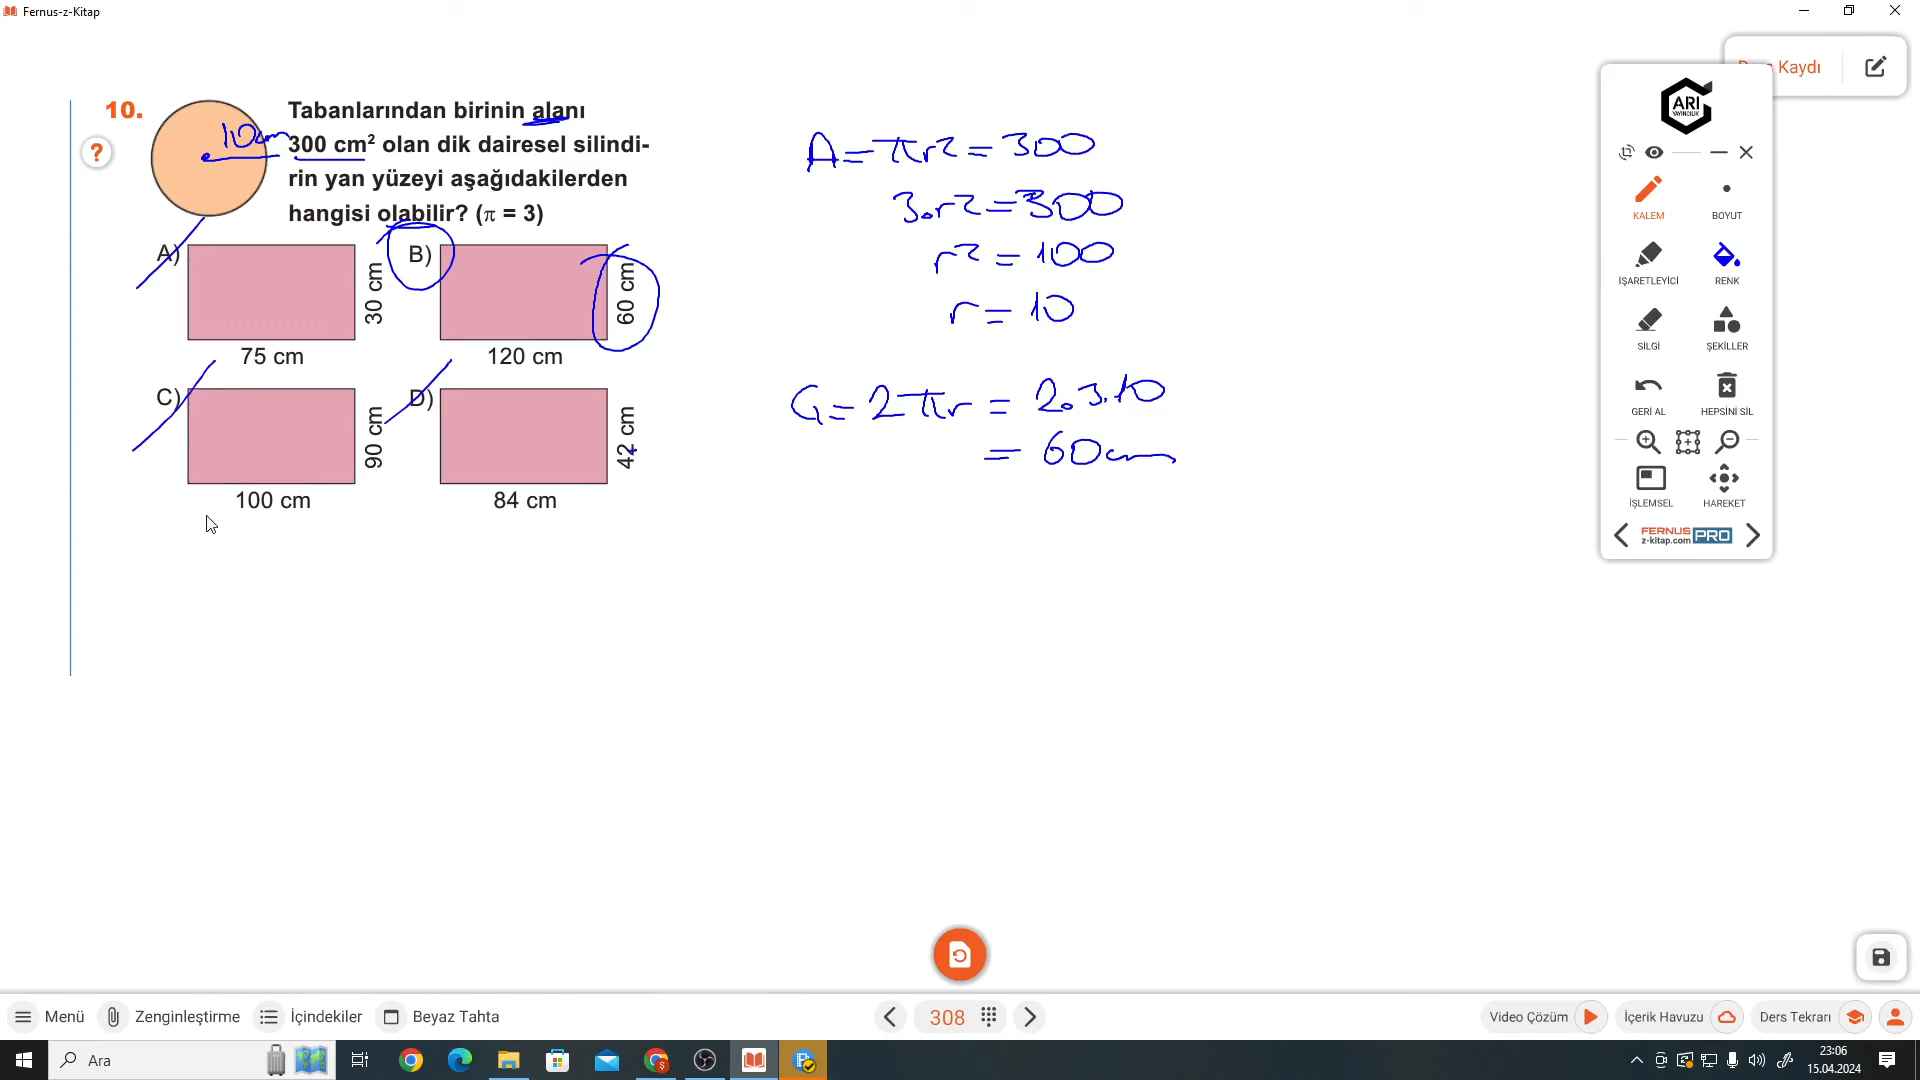 Fernus-z-Kitap
Ders Kaydı
10.
Tabanlarından birinin alanı
300 cm² olan dik dairesel silindi-
rin yan yüzeyi aşağıdakilerden
hangisi olabilir? (π = 3)
10cm
?
A)
30 cm
75 cm
B)
60 cm
120 cm
C)
90 cm
100 cm
D)
42 cm
84 cm
A = πr² = 300
3.r² = 300
r² = 100
r = 10
Ç = 2πr = 2.3.10
= 60cm
ARI
YAYINCILIK
KALEM
BOYUT
İŞARETLEYİCİ
RENK
SİLGİ
ŞEKİLLER
GERİ AL
HEPSİNİ SİL
İŞLEMSEL
HAREKET
FERNUS
z-kitap.com PRO
Menü
Zenginleştirme
İçindekiler
Beyaz Tahta
308
Video Çözüm
İçerik Havuzu
Ders Tekrarı
Ara
23:06
15.04.2024